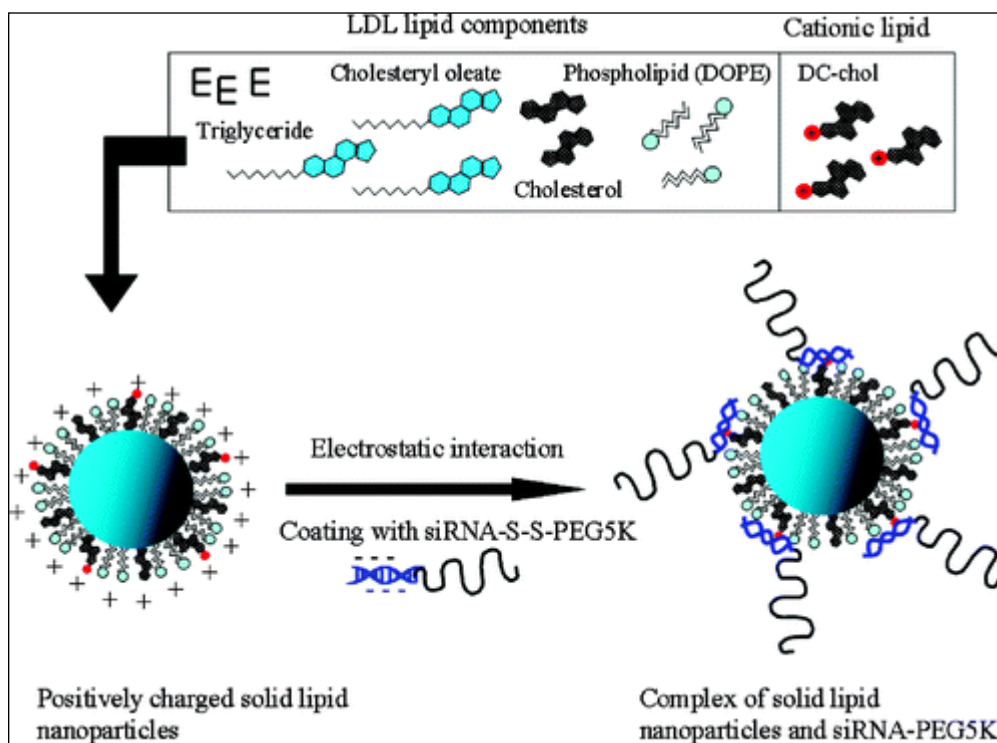 LDL lipid components
Cationic lipid
Cholesteryl oleate
Phospholipid (DOPE)
DC-chol
E E E
Triglyceride
Cholesterol
Electrostatic interaction
Coating with siRNA-S-S-PEG5K
Positively charged solid lipid
nanoparticles
Complex of solid lipid
nanoparticles and siRNA-PEG5K